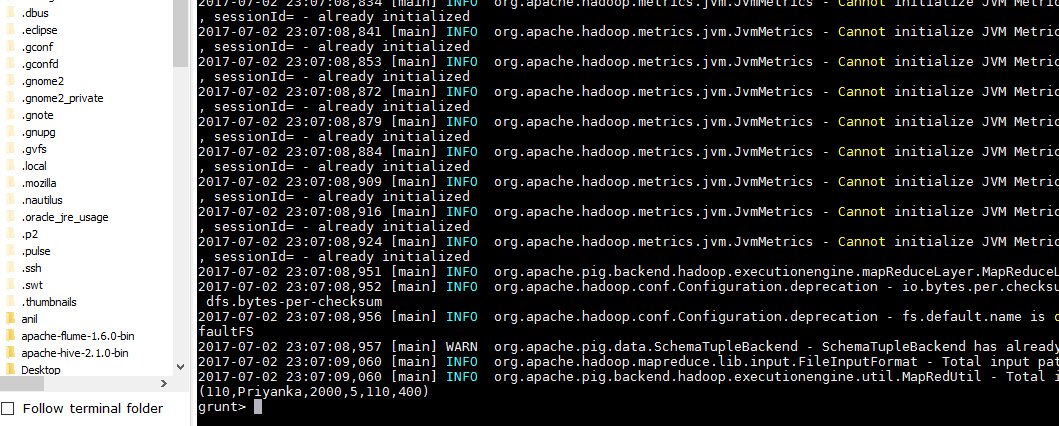 .dbus
.eclipse
.gconf
.gconfd
.gnome2
.gnome2_private
.gnote
.gnupg
.gvfs
.local
.mozilla
.nautilus
.oracle_jre_usage
.p2
.pulse
.ssh
.swt
.thumbnails
anil
apache-flume-1.6.0-bin
apache-hive-2.1.0-bin
Desktop
Follow terminal folder
2017-07-02 23:07:08,834 [main] INFO  org.apache.hadoop.metrics.jvm.JvmMetrics - Cannot initialize JVM Metric
, sessionId= - already initialized
2017-07-02 23:07:08,841 [main] INFO  org.apache.hadoop.metrics.jvm.JvmMetrics - Cannot initialize JVM Metric
, sessionId= - already initialized
2017-07-02 23:07:08,853 [main] INFO  org.apache.hadoop.metrics.jvm.JvmMetrics - Cannot initialize JVM Metric
, sessionId= - already initialized
2017-07-02 23:07:08,872 [main] INFO  org.apache.hadoop.metrics.jvm.JvmMetrics - Cannot initialize JVM Metric
, sessionId= - already initialized
2017-07-02 23:07:08,879 [main] INFO  org.apache.hadoop.metrics.jvm.JvmMetrics - Cannot initialize JVM Metric
, sessionId= - already initialized
2017-07-02 23:07:08,884 [main] INFO  org.apache.hadoop.metrics.jvm.JvmMetrics - Cannot initialize JVM Metric
, sessionId= - already initialized
2017-07-02 23:07:08,909 [main] INFO  org.apache.hadoop.metrics.jvm.JvmMetrics - Cannot initialize JVM Metric
, sessionId= - already initialized
2017-07-02 23:07:08,916 [main] INFO  org.apache.hadoop.metrics.jvm.JvmMetrics - Cannot initialize JVM Metric
, sessionId= - already initialized
2017-07-02 23:07:08,924 [main] INFO  org.apache.hadoop.metrics.jvm.JvmMetrics - Cannot initialize JVM Metric
, sessionId= - already initialized
2017-07-02 23:07:08,951 [main] INFO  org.apache.pig.backend.hadoop.executionengine.mapReduceLayer.MapReduceL
2017-07-02 23:07:08,952 [main] INFO  org.apache.hadoop.conf.Configuration.deprecation - io.bytes.per.checksu
 dfs.bytes-per-checksum
2017-07-02 23:07:08,956 [main] INFO  org.apache.hadoop.conf.Configuration.deprecation - fs.default.name is d
faultFS
2017-07-02 23:07:08,957 [main] WARN  org.apache.pig.data.SchemaTupleBackend - SchemaTupleBackend has already
2017-07-02 23:07:09,060 [main] INFO  org.apache.hadoop.mapreduce.lib.input.FileInputFormat - Total input pat
2017-07-02 23:07:09,060 [main] INFO  org.apache.pig.backend.hadoop.executionengine.util.MapRedUtil - Total i
(110,Priyanka,2000,5,110,400)
grunt>